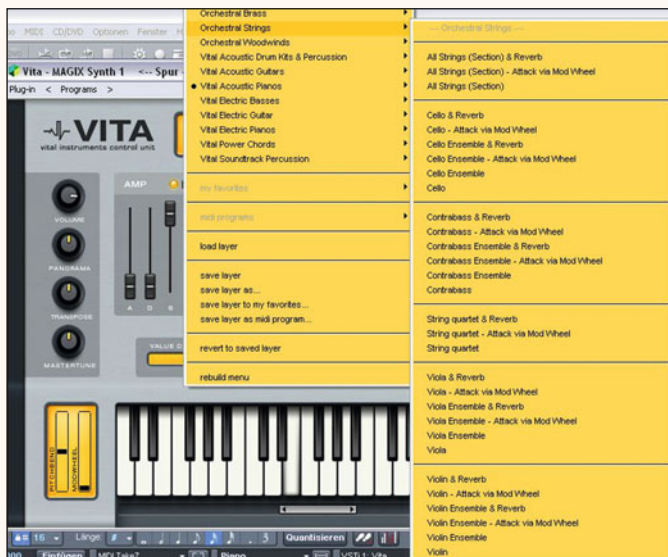 MIDI CD/DVD Optionen Fenster
Vita - MAGIX Synth 1 <-- Spur -
Plug-in < Programs >
VITA
vital instruments control unit
VOLUME
PANORAMA
TRANSPOSE
MASTERTUNE
AMP
A D S
PITCHBEND
MODWHEEL
Orchestral Brass
Orchestral Strings
Orchestral Woodwinds
Vital Acoustic Drum Kits & Percussion
Vital Acoustic Guitars
Vital Acoustic Pianos
Vital Electric Basses
Vital Electric Guitar
Vital Electric Pianos
Vital Power Chords
Vital Soundtrack Percussion
my favorites
midi programs
load layer
save layer
save layer as...
save layer to my favorites...
save layer as midi program...
revert to saved layer
rebuild menu
--- Orchestral Strings ---
All Strings (Section) & Reverb
All Strings (Section) - Attack via Mod Wheel
All Strings (Section)
Cello & Reverb
Cello - Attack via Mod Wheel
Cello Ensemble & Reverb
Cello Ensemble - Attack via Mod Wheel
Cello Ensemble
Cello
Contrabass & Reverb
Contrabass - Attack via Mod Wheel
Contrabass Ensemble & Reverb
Contrabass Ensemble - Attack via Mod Wheel
Contrabass Ensemble
Contrabass
String quartet & Reverb
String quartet - Attack via Mod Wheel
String quartet
Viola & Reverb
Viola - Attack via Mod Wheel
Viola Ensemble & Reverb
Viola Ensemble - Attack via Mod Wheel
Viola Ensemble
Viola
Violin & Reverb
Violin - Attack via Mod Wheel
Violin Ensemble & Reverb
Violin Ensemble - Attack via Mod Wheel
Violin Ensemble
Violin
16 Länge: 3 Quantisieren
Einfügen MIDI Take7 Piano VSTi 1: Vita